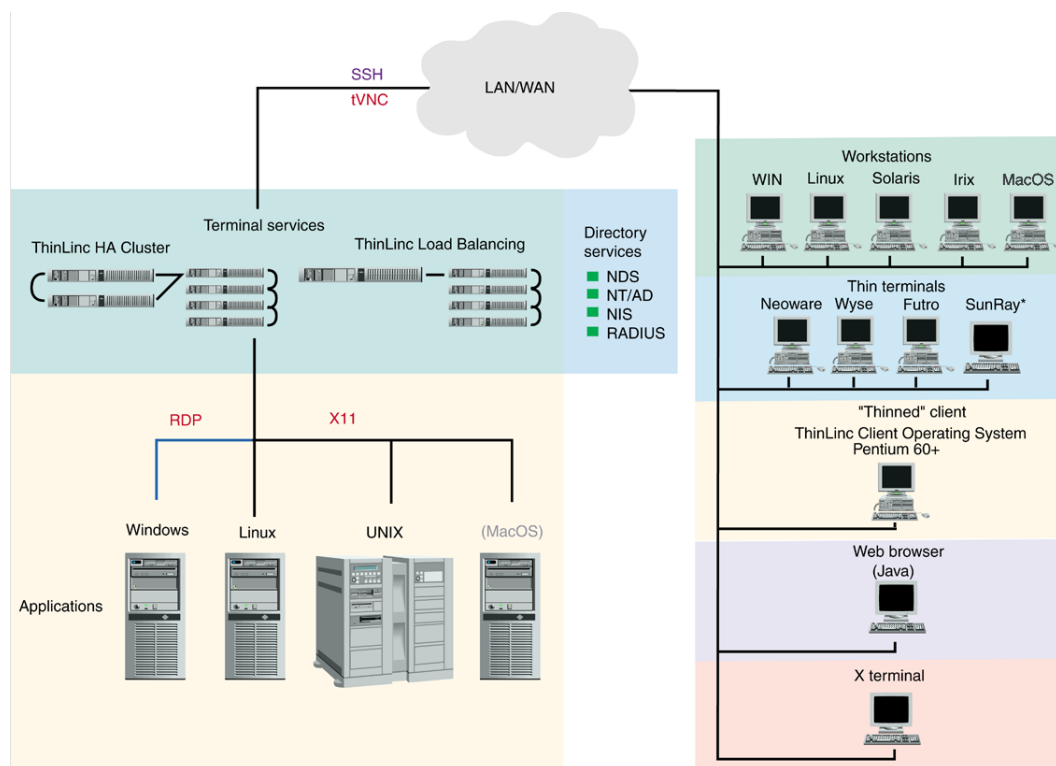 SSH
tVNC
LAN/WAN
Terminal services
ThinLinc HA Cluster
ThinLinc Load Balancing
Directory
services
NDS
NT/AD
NIS
RADIUS
RDP
X11
Windows
Linux
UNIX
(MacOS)
Applications
Workstations
WIN
Linux
Solaris
Irix
MacOS
Thin terminals
Neoware
Wyse
Futro
SunRay*
"Thinned" client
ThinLinc Client Operating System
Pentium 60+
Web browser
(Java)
X terminal